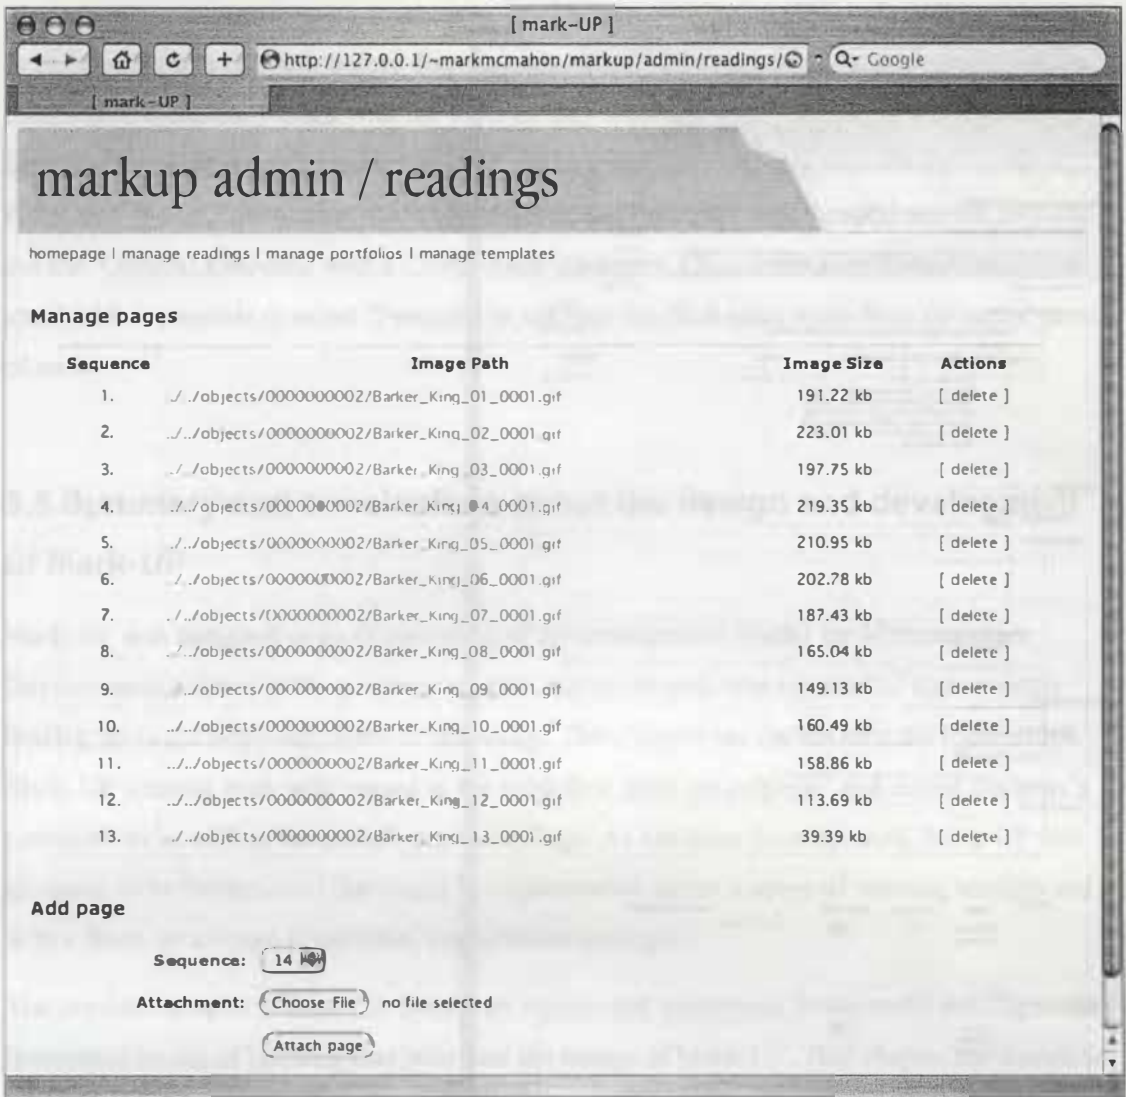 [ mark-UP ]
http://127.0.0.1/~markmcmahon/markup/admin/readings/ Google
[ mark-UP ]
markup admin / readings
homepage | manage readings | manage portfolios | manage templates
Manage pages
Sequence Image Path Image Size Actions
1. ../../objects/0000000002/Barker_King_01_0001.gif 191.22 kb [ delete ]
2. ../../objects/0000000002/Barker_King_02_0001.gif 223.01 kb [ delete ]
3. ../../objects/0000000002/Barker_King_03_0001.gif 197.75 kb [ delete ]
4. ../../objects/0000000002/Barker_King_04_0001.gif 219.35 kb [ delete ]
5. ../../objects/0000000002/Barker_King_05_0001.gif 210.95 kb [ delete ]
6. ../../objects/0000000002/Barker_King_06_0001.gif 202.78 kb [ delete ]
7. ../../objects/0000000002/Barker_King_07_0001.gif 187.43 kb [ delete ]
8. ../../objects/0000000002/Barker_King_08_0001.gif 165.04 kb [ delete ]
9. ../../objects/0000000002/Barker_King_09_0001.gif 149.13 kb [ delete ]
10. ../../objects/0000000002/Barker_King_10_0001.gif 160.49 kb [ delete ]
11. ../../objects/0000000002/Barker_King_11_0001.gif 158.86 kb [ delete ]
12. ../../objects/0000000002/Barker_King_12_0001.gif 113.69 kb [ delete ]
13. ../../objects/0000000002/Barker_King_13_0001.gif 39.39 kb [ delete ]
Add page
Sequence: 14
Attachment: Choose File no file selected
Attach page